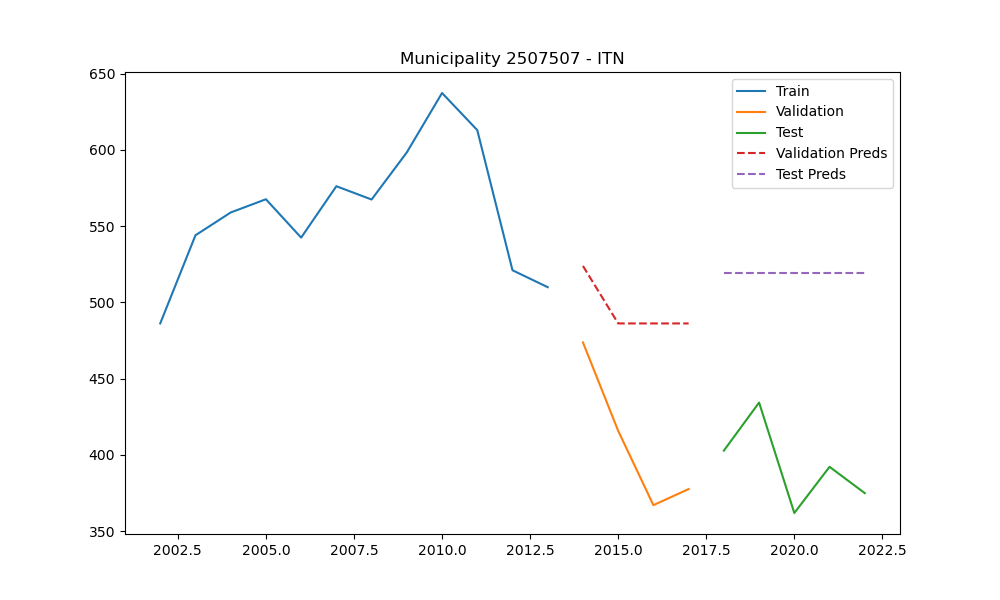 Municipality 2507507 - ITN
650
600
550
500
450
400
350
Train
Validation
Test
Validation Preds
Test Preds
2002.5 2005.0 2007.5 2010.0 2012.5 2015.0 2017.5 2020.0 2022.5